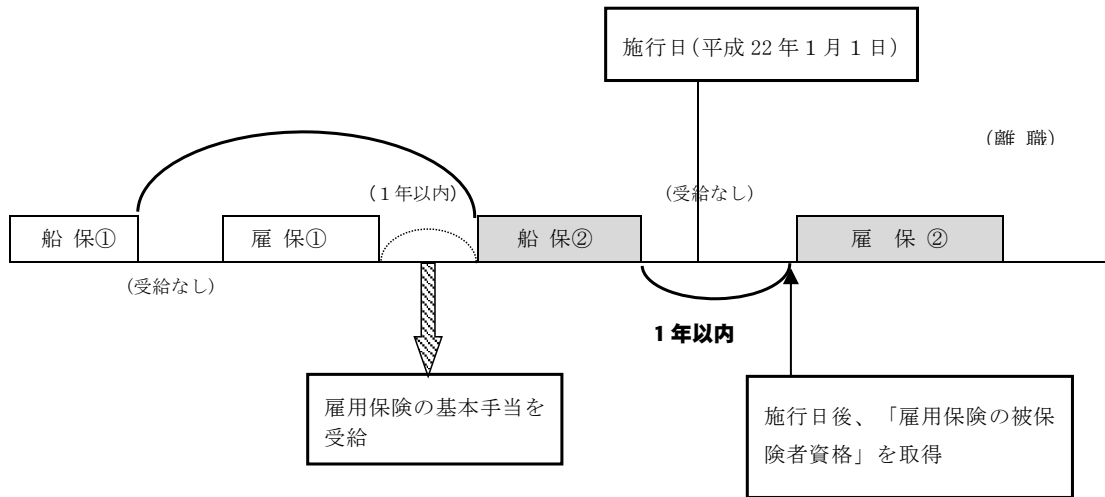 施行日(平成 22 年 1 月 1 日)
(離 職)
(1 年以内)
(受給なし)
船 保①
雇 保①
船 保②
雇 保 ②
(受給なし)
1 年以内
雇用保険の基本手当を
受給
施行日後、「雇用保険の被保
険者資格」を取得